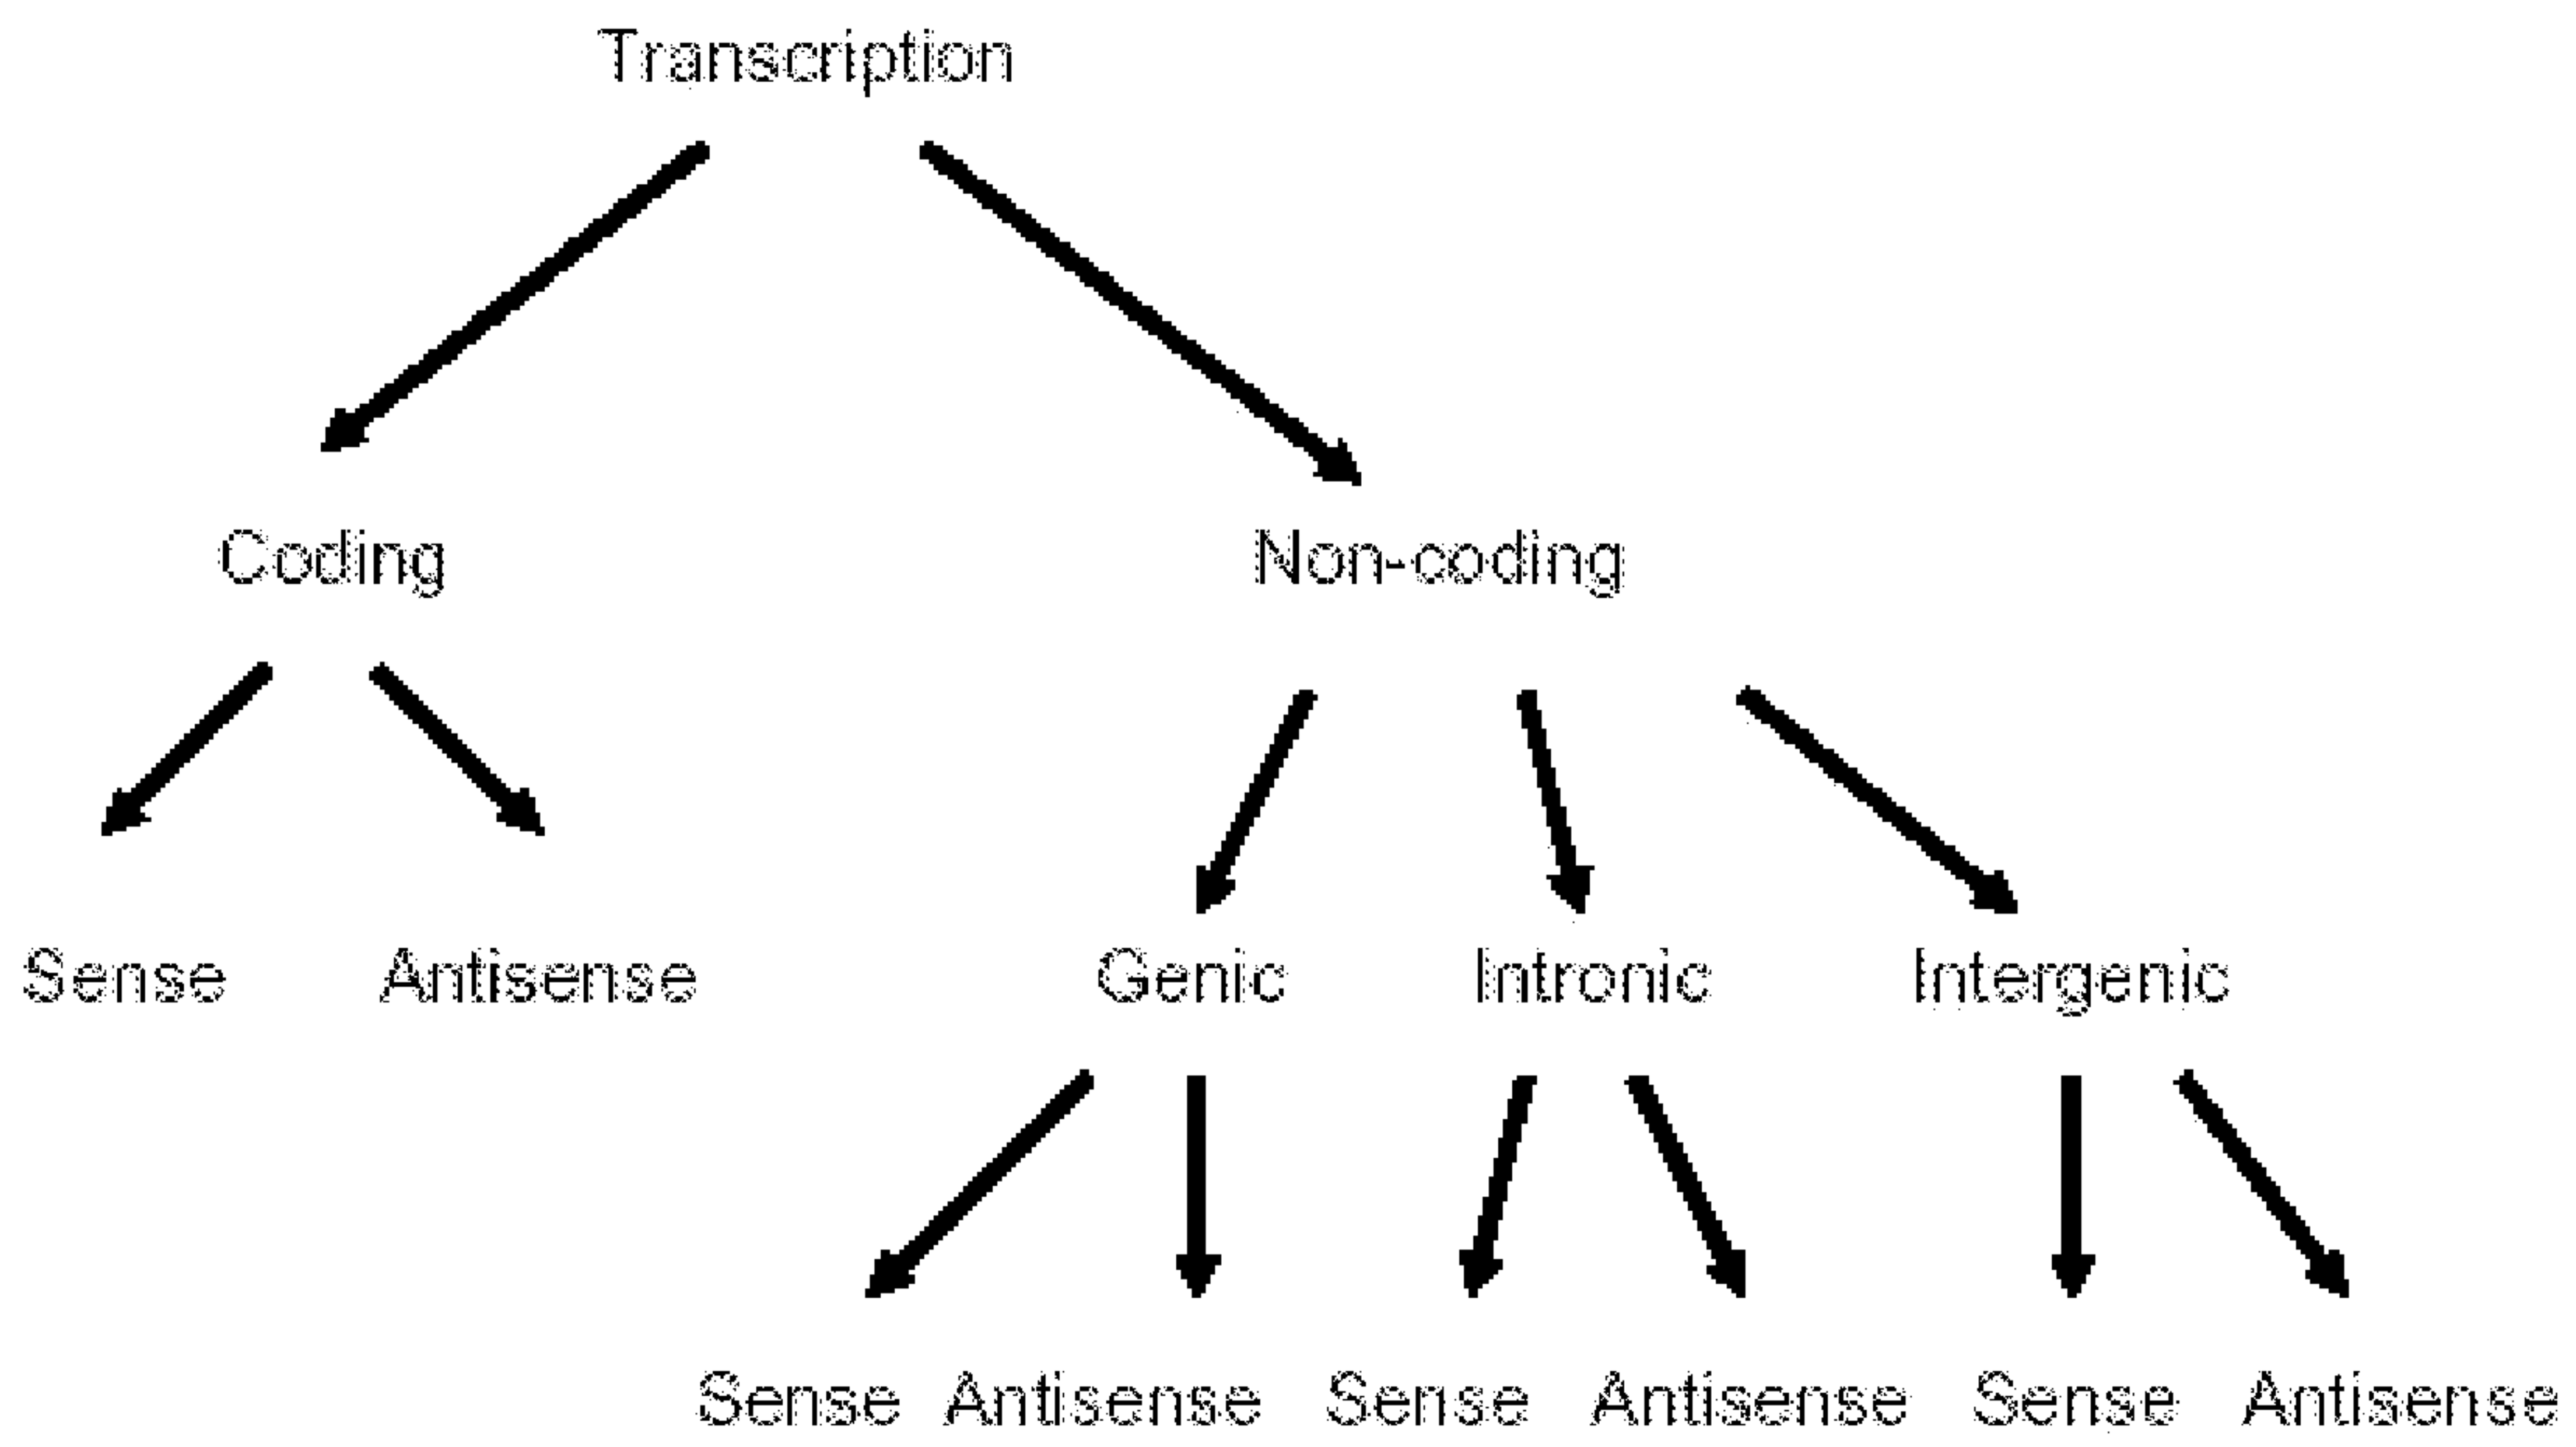 Transcription
Coding Non-coding
Sense Antisense Genic Intronic Intergenic
Sense Antisense Sense Antisense Sense Antisense